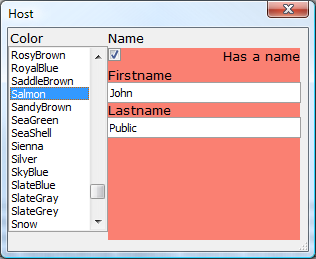 Host
Color
RosyBrown
RoyalBlue
SaddleBrown
Salmon
SandyBrown
SeaGreen
SeaShell
Sienna
Silver
SkyBlue
SlateBlue
SlateGray
SlateGrey
Snow
Name
Has a name
Firstname
John
Lastname
Public